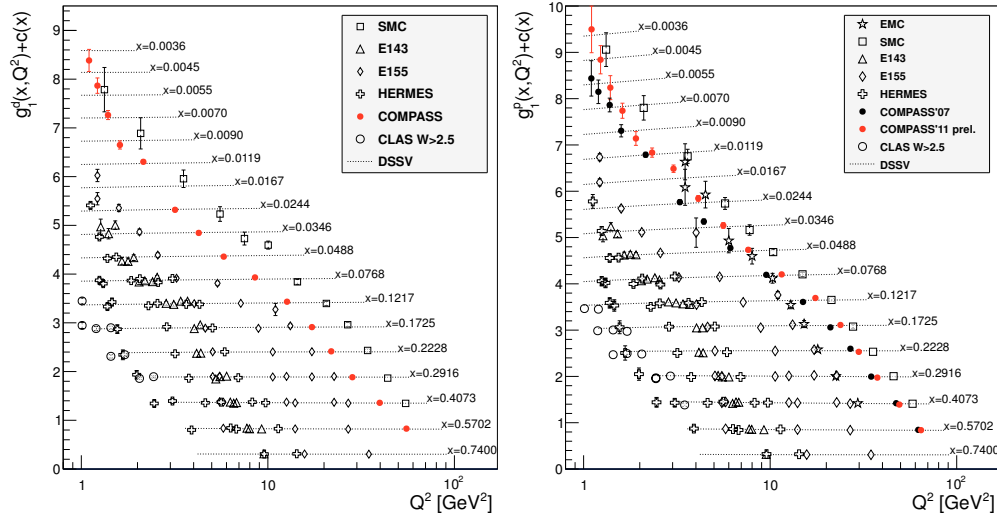 g₁ᵈ(x,Q²)+c(x)
9
8
7
6
5
4
3
2
1
0
SMC
E143
E155
HERMES
COMPASS
CLAS W>2.5
DSSV
x=0.0036
x=0.0045
x=0.0055
x=0.0070
x=0.0090
x=0.0119
x=0.0167
x=0.0244
x=0.0346
x=0.0488
x=0.0768
x=0.1217
x=0.1725
x=0.2228
x=0.2916
x=0.4073
x=0.5702
x=0.7400
1
10
10²
Q² [GeV²]
g₁ᵖ(x,Q²)+c(x)
10
9
8
7
6
5
4
3
2
1
0
EMC
SMC
E143
E155
HERMES
COMPASS'07
COMPASS'11 prel.
CLAS W>2.5
DSSV
x=0.0036
x=0.0045
x=0.0055
x=0.0070
x=0.0090
x=0.0119
x=0.0167
x=0.0244
x=0.0346
x=0.0488
x=0.0768
x=0.1217
x=0.1725
x=0.2228
x=0.2916
x=0.4073
x=0.5702
x=0.7400
1
10
10²
Q² [GeV²]